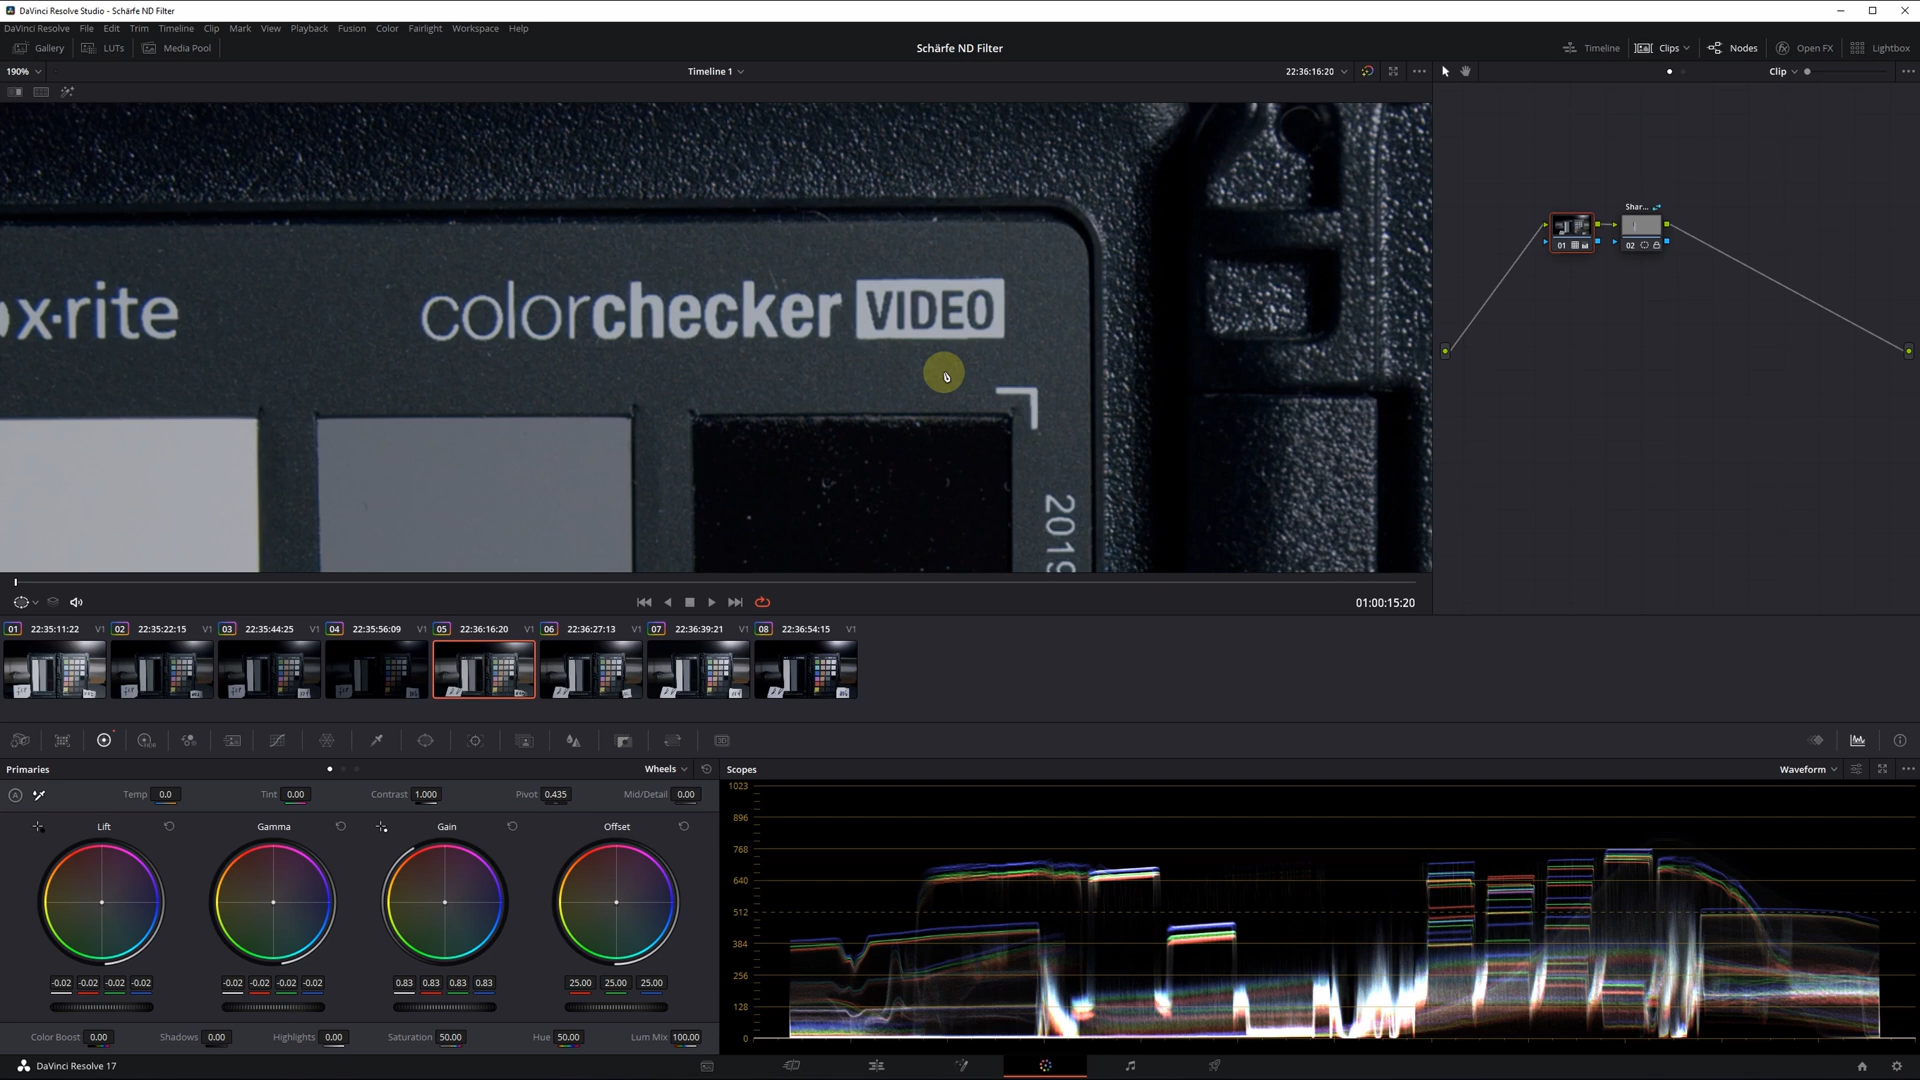 DaVinci Resolve Studio - Schärfe ND Filter
DaVinci Resolve File Edit Trim Timeline Clip Mark View Playback Fusion Color Fairlight Workspace Help
Gallery LUTs Media Pool Schärfe ND Filter Timeline Clips Nodes Open FX Lightbox
190% Timeline 1 22:36:16:20 Clip
x·rite colorchecker VIDEO
2019
Shar...
01 02
01:00:15:20
01 22:35:11:22 V1 02 22:35:22:15 V1 03 22:35:44:25 V1 04 22:35:56:09 V1 05 22:36:16:20 V1 06 22:36:27:13 V1 07 22:36:39:21 V1 08 22:36:54:15 V1
HDR
3D
Primaries Wheels
A Temp 0.0 Tint 0.00 Contrast 1.000 Pivot 0.435 Mid/Detail 0.00
Lift Gamma Gain Offset
-0.02 -0.02 -0.02 -0.02 -0.02 -0.02 -0.02 -0.02 0.83 0.83 0.83 0.83 25.00 25.00 25.00
Color Boost 0.00 Shadows 0.00 Highlights 0.00 Saturation 50.00 Hue 50.00 Lum Mix 100.00
Scopes Waveform
1023
896
768
640
512
384
256
128
0
DaVinci Resolve 17